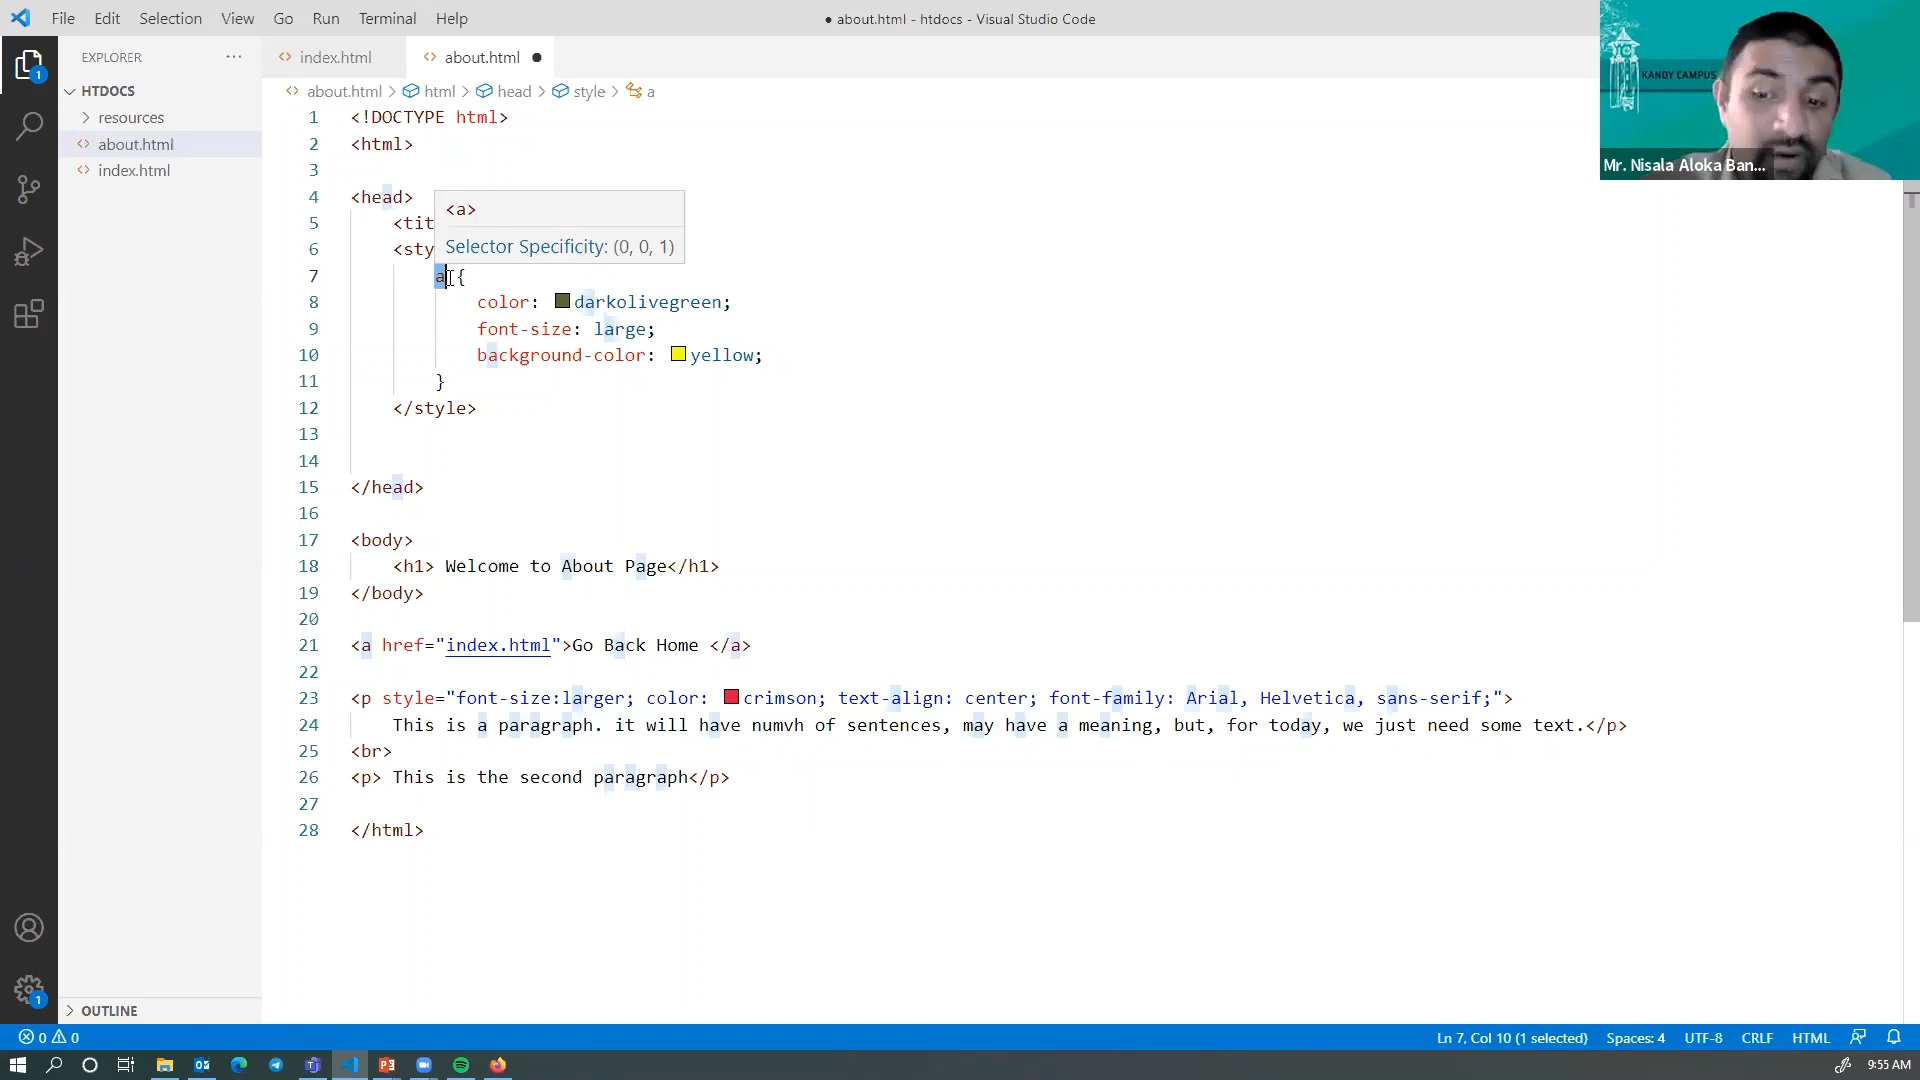 File Edit Selection View Go Run Terminal Help
● about.html - htdocs - Visual Studio Code
KANDY CAMPUS
Mr. Nisala Aloka Ban...
EXPLORER ...
HTDOCS
resources
about.html
index.html
OUTLINE
index.html
about.html ●
about.html > html > head > style > a
1 <!DOCTYPE html>
2 <html>
3
4 <head>
5 <tit
6 <sty
<a>
Selector Specificity: (0, 0, 1)
7 a {
8 color: darkolivegreen;
9 font-size: large;
10 background-color: yellow;
11 }
12 </style>
13
14
15 </head>
16
17 <body>
18 <h1> Welcome to About Page</h1>
19 </body>
20
21 <a href="index.html">Go Back Home </a>
22
23 <p style="font-size:larger; color: crimson; text-align: center; font-family: Arial, Helvetica, sans-serif;">
24 This is a paragraph. it will have numvh of sentences, may have a meaning, but, for today, we just need some text.</p>
25 <br>
26 <p> This is the second paragraph</p>
27
28 </html>
1
1
0 0
Ln 7, Col 10 (1 selected) Spaces: 4 UTF-8 CRLF HTML
9:55 AM